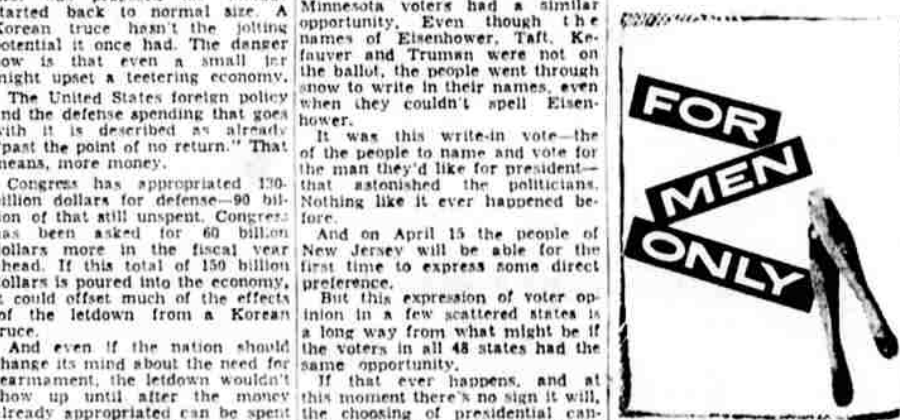 started back to normal size. A
Korean truce hasn't the jolting
potential it once had. The danger
now is that even a small jar
might upset a teetering economy.
The United States foreign policy
and the defense spending that goes
with it is described as already
"past the point of no return." That
means, more money.
Congress has appropriated 130-
billion dollars for defense—90 bil-
ion of that still unspent. Congress
has been asked for 60 billion
dollars more in the fiscal year
ahead. If this total of 150 billion
dollars is poured into the economy,
it could offset much of the effects
of the letdown from a Korean
truce.
And even if the nation should
change its mind about the need for
rearmament, the letdown wouldn't
show up until after the money
already appropriated can be spent
Minnesota voters had a similar
opportunity. Even though the
names of Eisenhower, Taft, Ke-
fauver and Truman were not on
the ballot, the people went through
snow to write in their names, even
when they couldn't spell Eisen-
hower.
It was this write-in vote—the
of the people to name and vote for
the man they'd like for president—
that astonished the politicians.
Nothing like it ever happened be-
fore.
And on April 15 the people of
New Jersey will be able for the
first time to express some direct
preference.
But this expression of voter op-
inion in a few scattered states is
a long way from what might be if
the voters in all 48 states had the
same opportunity.
If that ever happens, and at
this moment there's no sign it will,
the choosing of presidential can-
FOR
MEN
ONLY